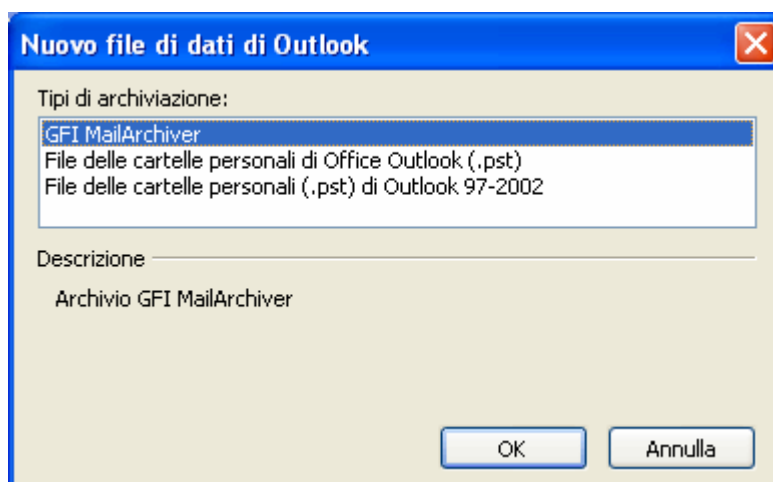 Nuovo file di dati di Outlook
Tipi di archiviazione:
GFI MailArchiver
File delle cartelle personali di Office Outlook (.pst)
File delle cartelle personali (.pst) di Outlook 97-2002
Descrizione
Archivio GFI MailArchiver
OK Annulla